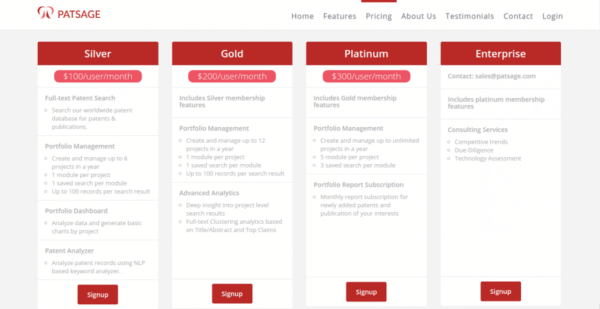 PATSAGE
Home Features Pricing About Us Testimonials Contact Login
Silver
$100/user/month
Full-text Patent Search
Search our worldwide patent
database for patents &
publications.
Portfolio Management
Create and manage up to 6
projects in a year
1 module per project
1 saved search per module
Up to 100 records per search result
Portfolio Dashboard
Analyze data and generate basic
charts by project
Patent Analyzer
Analyze patent records using NLP
based keyword analyzer.
Signup
Gold
$200/user/month
Includes Silver membership
features
Portfolio Management
Create and manage up to 12
projects in a year
1 module per project
1 saved search per module
Up to 100 records per search result
Advanced Analytics
Deep insight into project level
search results
Full-text Clustering analytics based
on Title/Abstract and Top Claims
Signup
Platinum
$300/user/month
Includes Gold membership
features
Portfolio Management
Create and manage up to unlimited
projects in a year
5 module per project
3 saved search per module
Portfolio Report Subscription
Monthly report subscription for
newly added patents and
publication of your interests
Signup
Enterprise
Contact: sales@patsage.com
Includes platinum membership
features
Consulting Services
Competitive trends
Due-Diligence
Technology Assessment
Signup